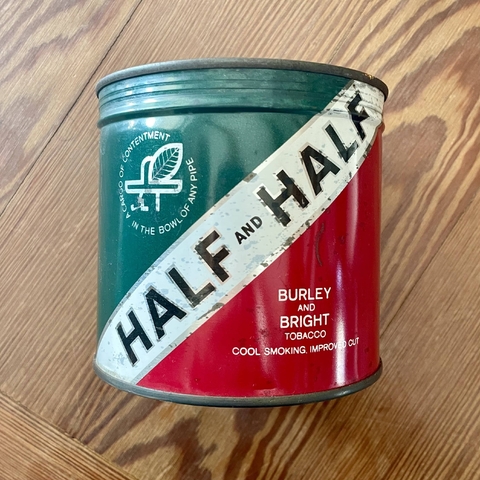 A CARGO OF CONTENTMENT
IN THE BOWL OF ANY PIPE
HALF AND HALF
BURLEY
AND
BRIGHT
TOBACCO
COOL SMOKING, IMPROVED CUT